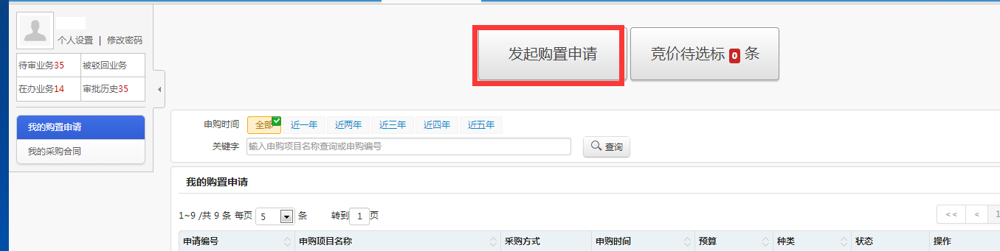 个人设置 | 修改密码
待审业务35 被驳回业务
在办业务14 审批历史35
我的购置申请
我的采购合同
发起购置申请 竞价待选标 0 条
申购时间 全部 近一年 近两年 近三年 近四年 近五年
关键字 输入申购项目名称查询或申购编号 查询
我的购置申请
1~9 /共 9 条 每页 5 条 转到 1 页 << < 1
申请编号 申购项目名称 采购方式 申购时间 预算 种类 状态 操作